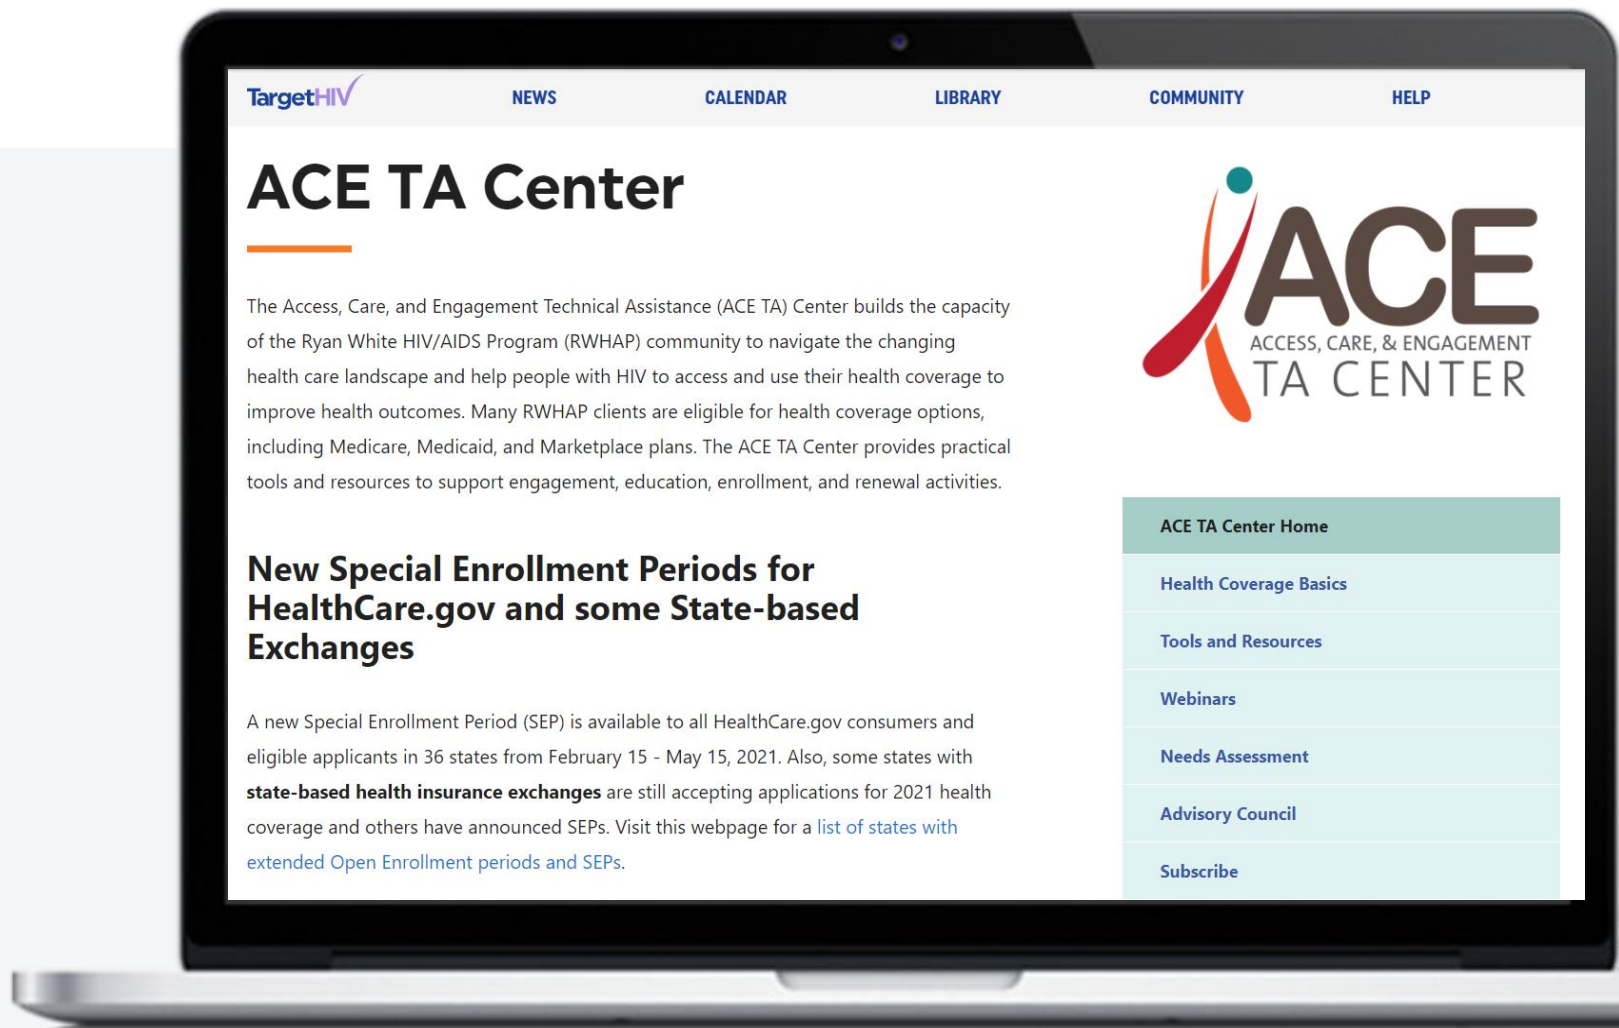 TargetHIV NEWS CALENDAR LIBRARY COMMUNITY HELP
ACE TA Center
The Access, Care, and Engagement Technical Assistance (ACE TA) Center builds the capacity
of the Ryan White HIV/AIDS Program (RWHAP) community to navigate the changing
health care landscape and help people with HIV to access and use their health coverage to
improve health outcomes. Many RWHAP clients are eligible for health coverage options,
including Medicare, Medicaid, and Marketplace plans. The ACE TA Center provides practical
tools and resources to support engagement, education, enrollment, and renewal activities.
New Special Enrollment Periods for
HealthCare.gov and some State-based
Exchanges
A new Special Enrollment Period (SEP) is available to all HealthCare.gov consumers and
eligible applicants in 36 states from February 15 - May 15, 2021. Also, some states with
state-based health insurance exchanges are still accepting applications for 2021 health
coverage and others have announced SEPs. Visit this webpage for a list of states with
extended Open Enrollment periods and SEPs.
ACE
ACCESS, CARE, & ENGAGEMENT
TA CENTER
ACE TA Center Home
Health Coverage Basics
Tools and Resources
Webinars
Needs Assessment
Advisory Council
Subscribe